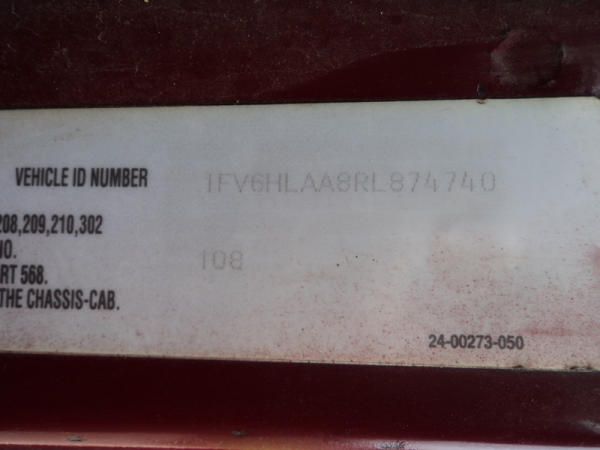 VEHICLE ID NUMBER 1FV6HLAA8RL874740
208,209,210,302
NO.
108
RT 568.
THE CHASSIS-CAB.
24-00273-050